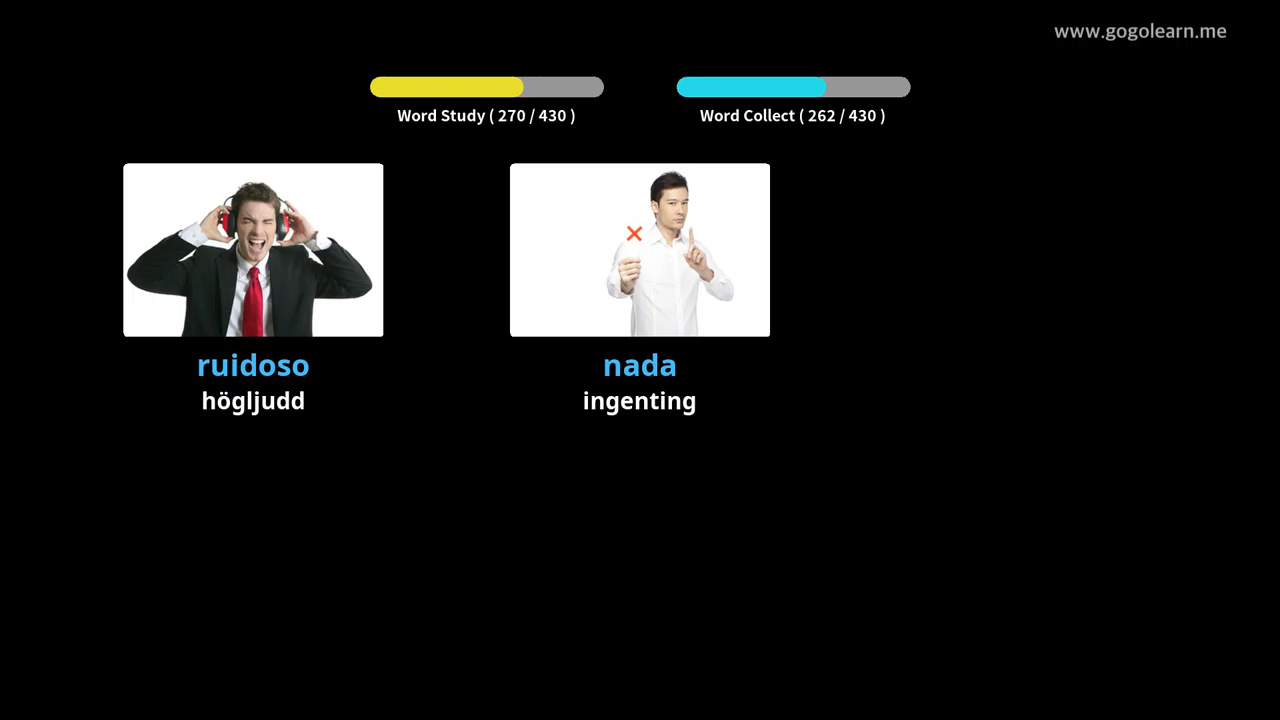 www.gogolearn.me
Word Study ( 270 / 430 )
Word Collect ( 262 / 430 )
ruidoso
högljudd
nada
ingenting